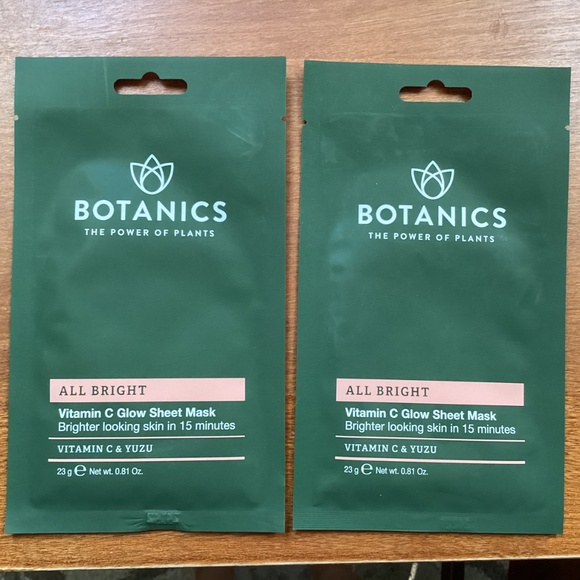 BOTANICS
THE POWER OF PLANTS
ALL BRIGHT
Vitamin C Glow Sheet Mask
Brighter looking skin in 15 minutes
VITAMIN C & YUZU
23 g ℮ Net wt. 0.81 Oz.
BOTANICS
THE POWER OF PLANTS
ALL BRIGHT
Vitamin C Glow Sheet Mask
Brighter looking skin in 15 minutes
VITAMIN C & YUZU
23 g ℮ Net wt. 0.81 Oz.